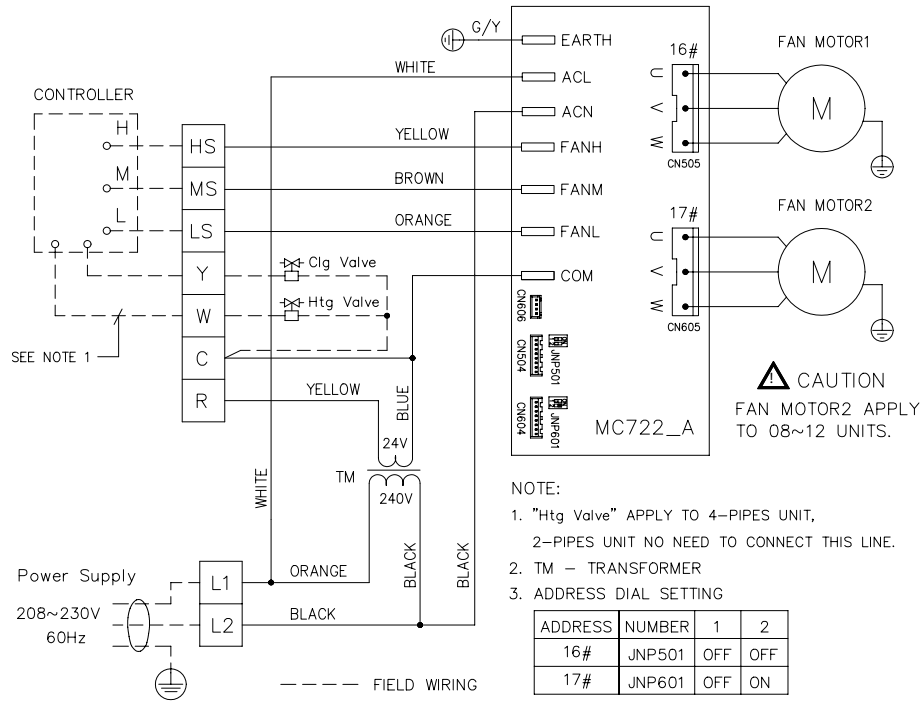 G/Y
EARTH
WHITE
ACL
ACN
YELLOW
FANH
BROWN
FANM
ORANGE
FANL
COM
16#
U
V
W
CN505
FAN MOTOR1
M
17#
U
V
W
CN605
FAN MOTOR2
M
CONTROLLER
H
M
L
HS
MS
LS
Y
W
C
R
Clg Valve
Htg Valve
SEE NOTE 1
CN606
CN504
JNP501
CN604
JNP601
MC722_A
CAUTION
FAN MOTOR2 APPLY
TO 08~12 UNITS.
YELLOW
BLUE
24V
TM
240V
WHITE
ORANGE
BLACK
BLACK
BLACK
Power Supply
208~230V
60Hz
L1
L2
FIELD WIRING
NOTE:
1. "Htg Valve" APPLY TO 4-PIPES UNIT,
2-PIPES UNIT NO NEED TO CONNECT THIS LINE.
2. TM - TRANSFORMER
3. ADDRESS DIAL SETTING
ADDRESS NUMBER 1 2
16# JNP501 OFF OFF
17# JNP601 OFF ON